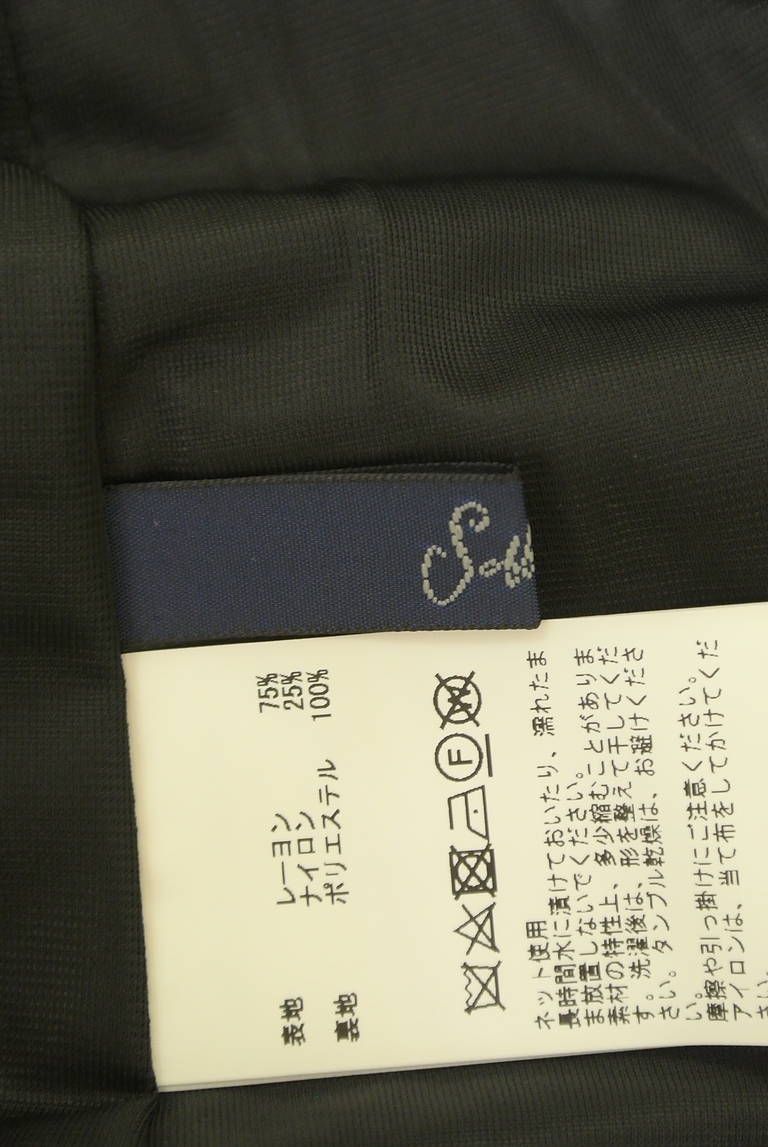 表地 レーヨン 75%
ナイロン 25%
裏地 ポリエステル 100%
F
W
ネット使用
長時間水に漬けておいたり、濡れたま
ま放置しないでください。
素材の特性上、多少縮むことがありま
す。洗濯後は、形を整えて干してくだ
さい。タンブル乾燥は、お避けくださ
い。
摩擦や引っ掛けにご注意ください。
アイロンは、当て布をしてかけてくだ
さい。